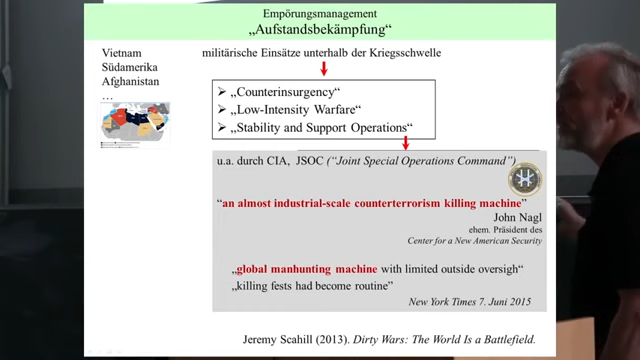 Empörungsmanagement
„Aufstandsbekämpfung“
Vietnam
Südamerika
Afghanistan
…
militärische Einsätze unterhalb der Kriegsschwelle
➢ „Counterinsurgency“
➢ „Low-Intensity Warfare“
➢ „Stability and Support Operations“
u.a. durch CIA, JSOC (“Joint Special Operations Command”)
“an almost industrial-scale counterterrorism killing machine”
John Nagl
ehem. Präsident des
Center for a New American Security
„global manhunting machine with limited outside oversigh“
„killing fests had become routine”
New York Times 7. Juni 2015
Jeremy Scahill (2013). Dirty Wars: The World Is a Battlefield.